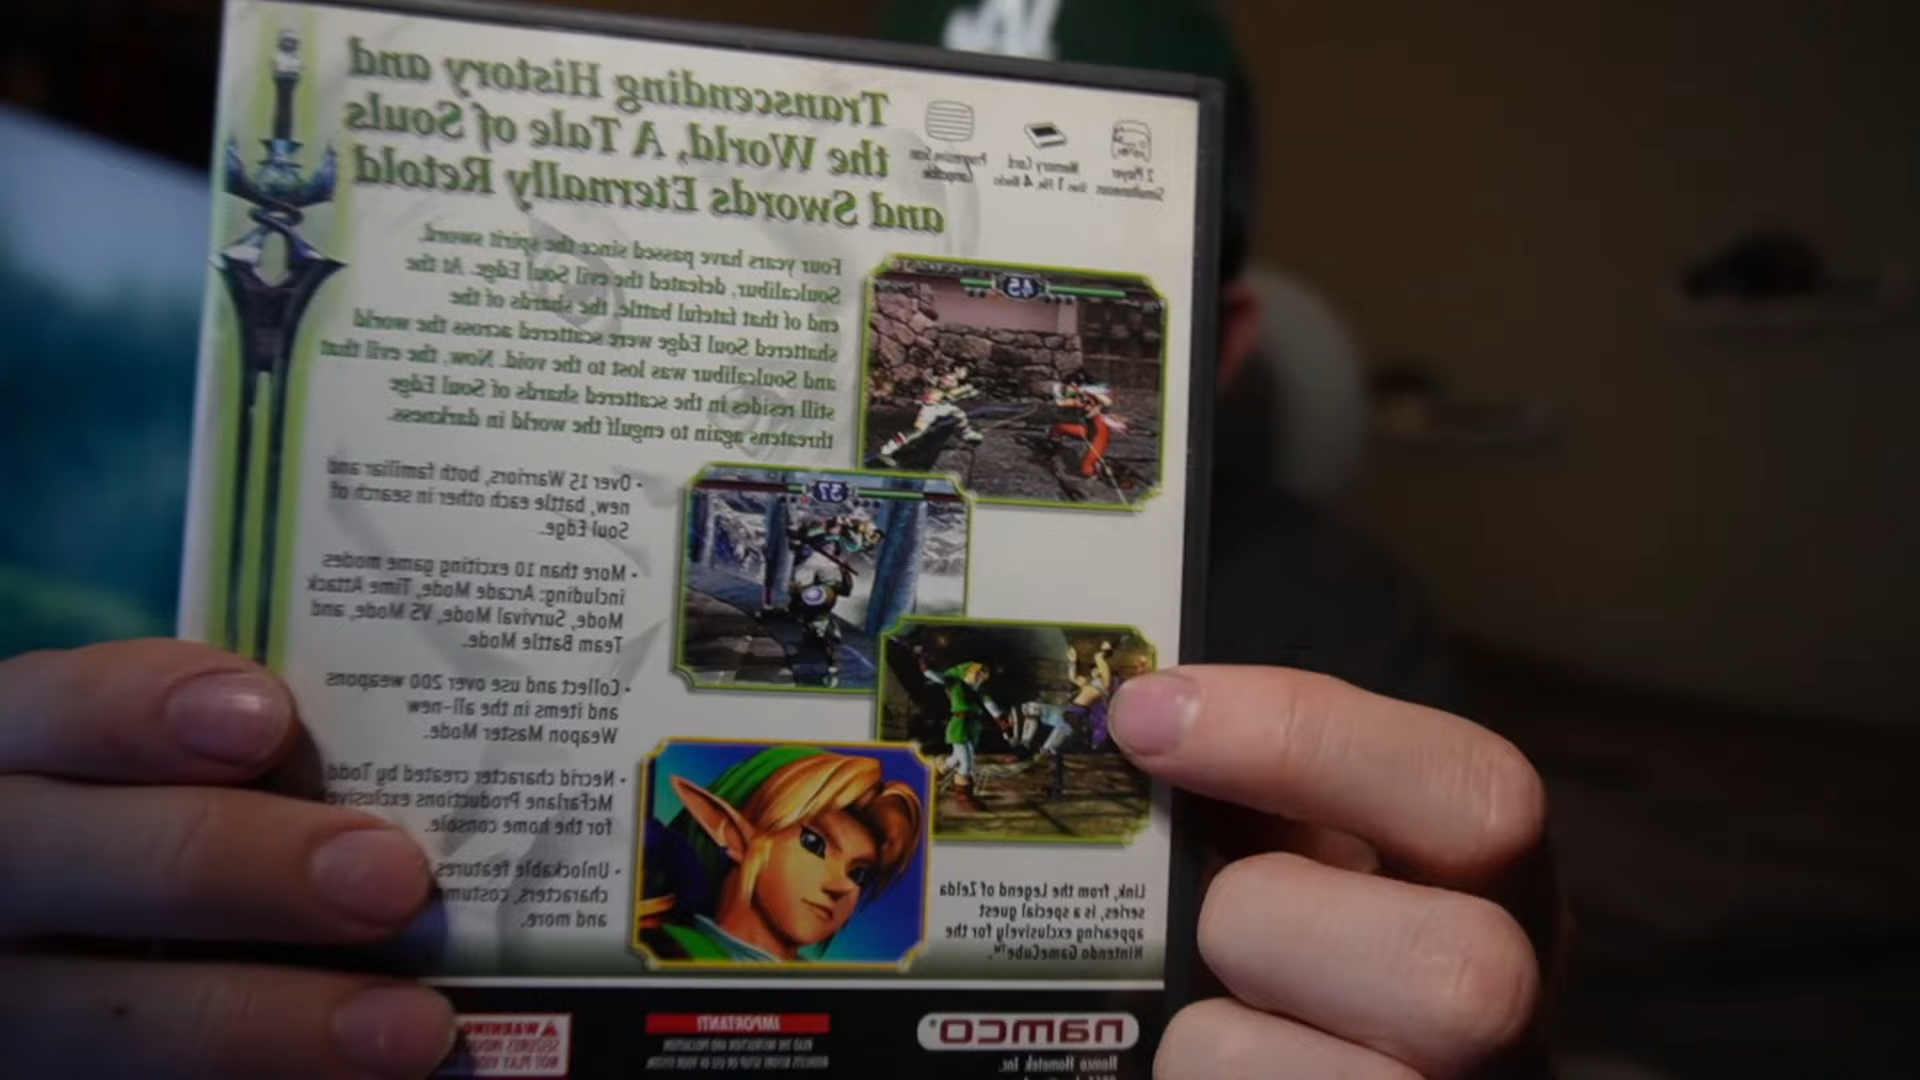 Transcending History and
the World, A Tale of Souls
and Swords Eternally Retold
2 Player
Simultaneous
Memory Card
Progressive Scan
Compatible
Four years have passed since the spirit sword,
Soulcalibur, defeated the evil Soul Edge. At the
end of that fateful battle, the shards of the
shattered Soul Edge were scattered across the world
and Soulcalibur was lost to the void. Now, the evil that
still resides in the scattered shards of Soul Edge
threatens again to engulf the world in darkness.
45
37
• Over 15 Warriors, both familiar and
new, battle each other in search of
Soul Edge.
• More than 10 exciting game modes
including: Arcade Mode, Time Attack
Mode, Survival Mode, VS Mode, and
Team Battle Mode.
• Collect and use over 200 weapons
and items in the all-new
Weapon Master Mode.
• Necrid character created by Todd
McFarlane Productions exclusively
for the home console.
• Unlockable features
characters,
and more.
Link, from the Legend of Zelda
series, is a special guest
appearing exclusively for the
Nintendo GameCube™.
WARNING
IMPORTANT!
namco®
Namco Hometek Inc.